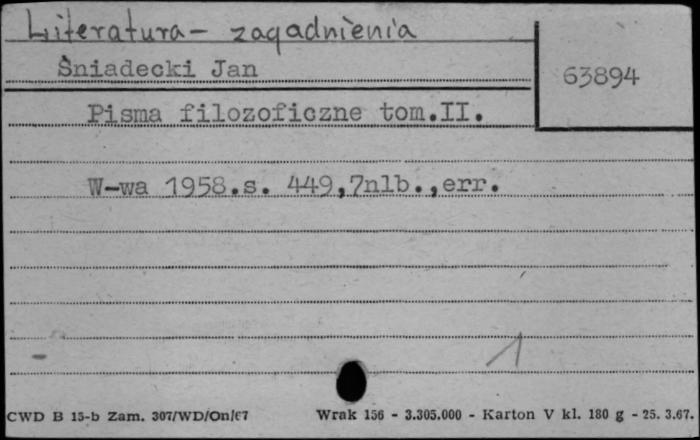 Literatura - zagadnienia
Śniadecki Jan
63894
Pisma filozoficzne tom.II.
W-wa 1958.s. 449,7nlb.,err.
1
CWD B 15-b Zam. 307/WD/On/67 Wrak 156 - 3.305.000 - Karton V kl. 180 g - 25. 3.67.